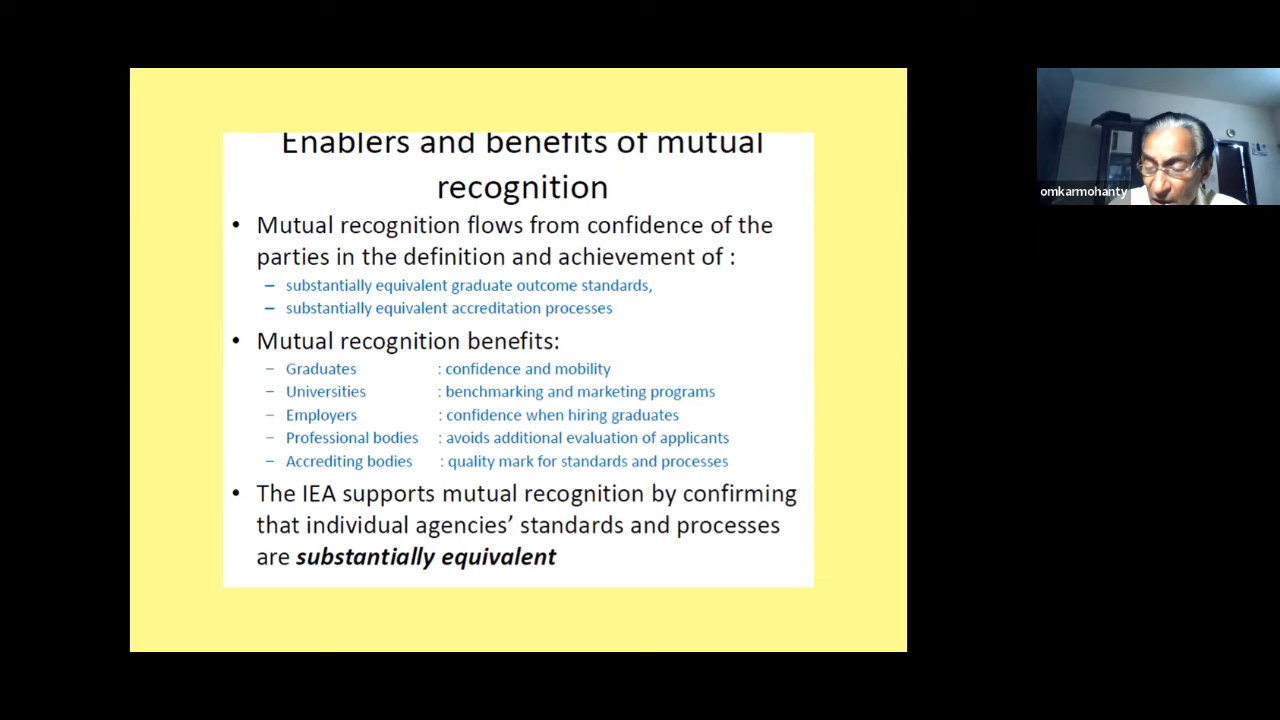 Enablers and benefits of mutual
recognition
• Mutual recognition flows from confidence of the
parties in the definition and achievement of :
– substantially equivalent graduate outcome standards,
– substantially equivalent accreditation processes
• Mutual recognition benefits:
– Graduates : confidence and mobility
– Universities : benchmarking and marketing programs
– Employers : confidence when hiring graduates
– Professional bodies : avoids additional evaluation of applicants
– Accrediting bodies : quality mark for standards and processes
• The IEA supports mutual recognition by confirming
that individual agencies’ standards and processes
are substantially equivalent
omkarmohanty